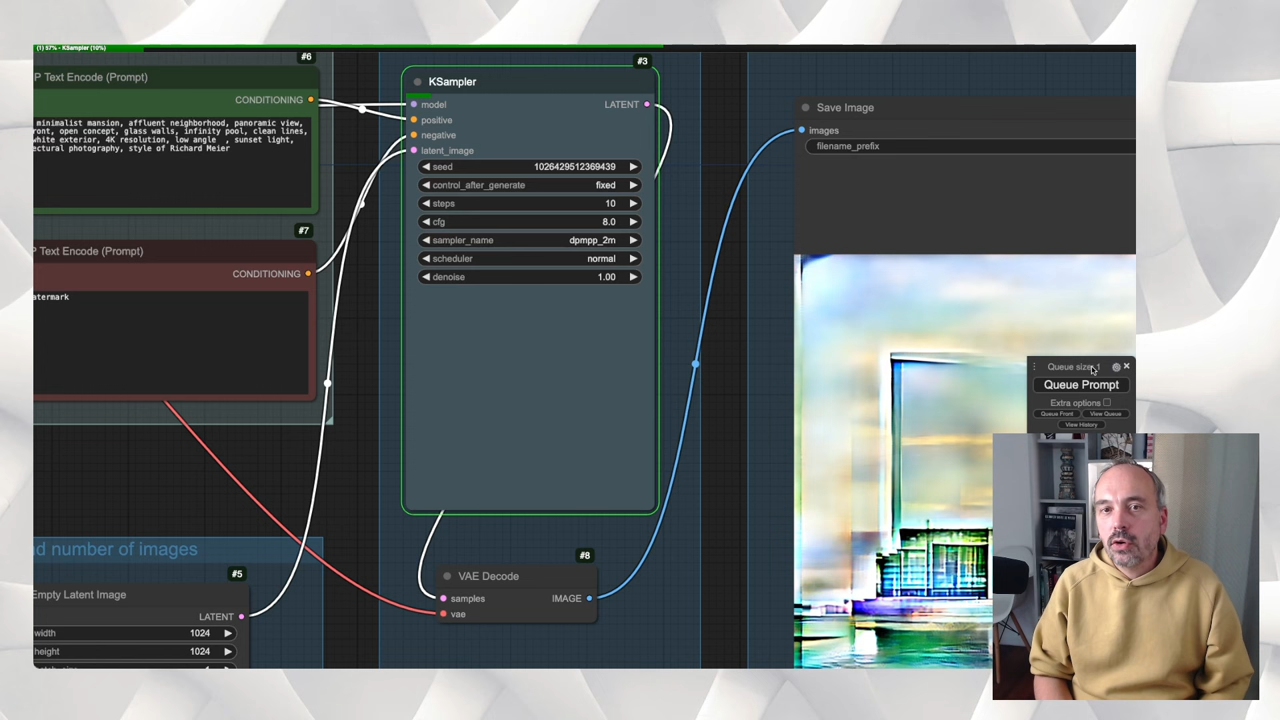 (1) 57% - KSampler (10%)
#6
P Text Encode (Prompt)
CONDITIONING
minimalist mansion, affluent neighborhood, panoramic view,
ront, open concept, glass walls, infinity pool, clean lines,
white exterior, 4K resolution, low angle , sunset light,
ectural photography, style of Richard Meier
#7
P Text Encode (Prompt)
CONDITIONING
atermark
nd number of images
#5
Empty Latent Image
LATENT
width 1024
height 1024
#3
KSampler
model LATENT
positive
negative
latent_image
seed 1026429512369439
control_after_generate fixed
steps 10
cfg 8.0
sampler_name dpmpp_2m
scheduler normal
denoise 1.00
#8
VAE Decode
samples IMAGE
vae
Save Image
images
filename_prefix
Queue size: 1
Queue Prompt
Extra options
Queue Front View Queue
View History